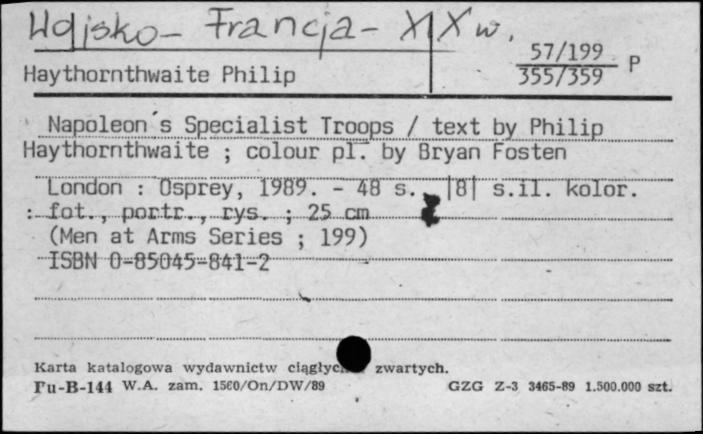 Wojsko - Francja - XIX w.
57/199
Haythornthwaite Philip
355/359 P
Napoleon's Specialist Troops / text by Philip
Haythornthwaite ; colour pl. by Bryan Fosten
London : Osprey, 1989. - 48 s., |8| s.il. kolor.
: fot., portr., rys. ; 25 cm
(Men at Arms Series ; 199)
ISBN 0-85045-841-2
Karta katalogowa wydawnictw ciągłych zwartych.
Pu-B-144 W.A. zam. 1560/On/DW/89 GZG Z-3 3465-89 1.500.000 szt.